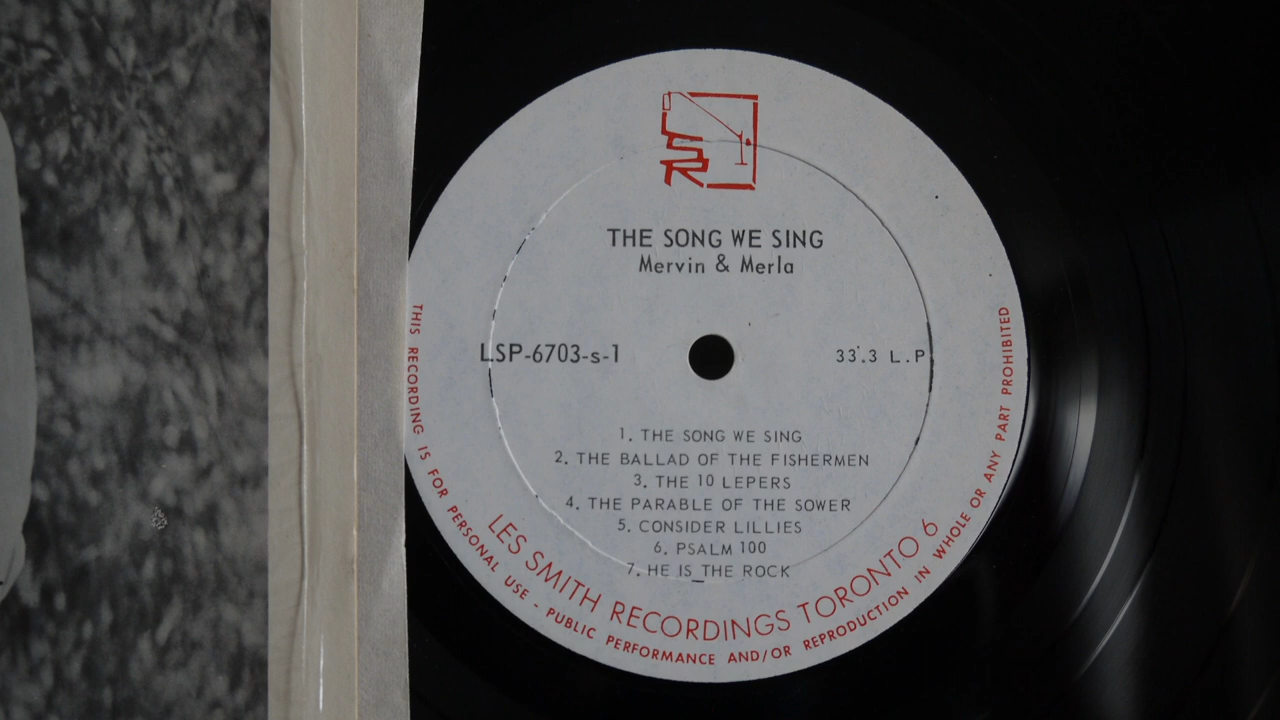 LSR
THE SONG WE SING
Mervin & Merla
LSP-6703-s-1
33.3 L.P
1. THE SONG WE SING
2. THE BALLAD OF THE FISHERMEN
3. THE 10 LEPERS
4. THE PARABLE OF THE SOWER
5. CONSIDER LILLIES
6. PSALM 100
7. HE IS THE ROCK
LES SMITH RECORDINGS TORONTO 6
THIS RECORDING IS FOR PERSONAL USE - PUBLIC PERFORMANCE AND/OR REPRODUCTION IN WHOLE OR ANY PART PROHIBITED